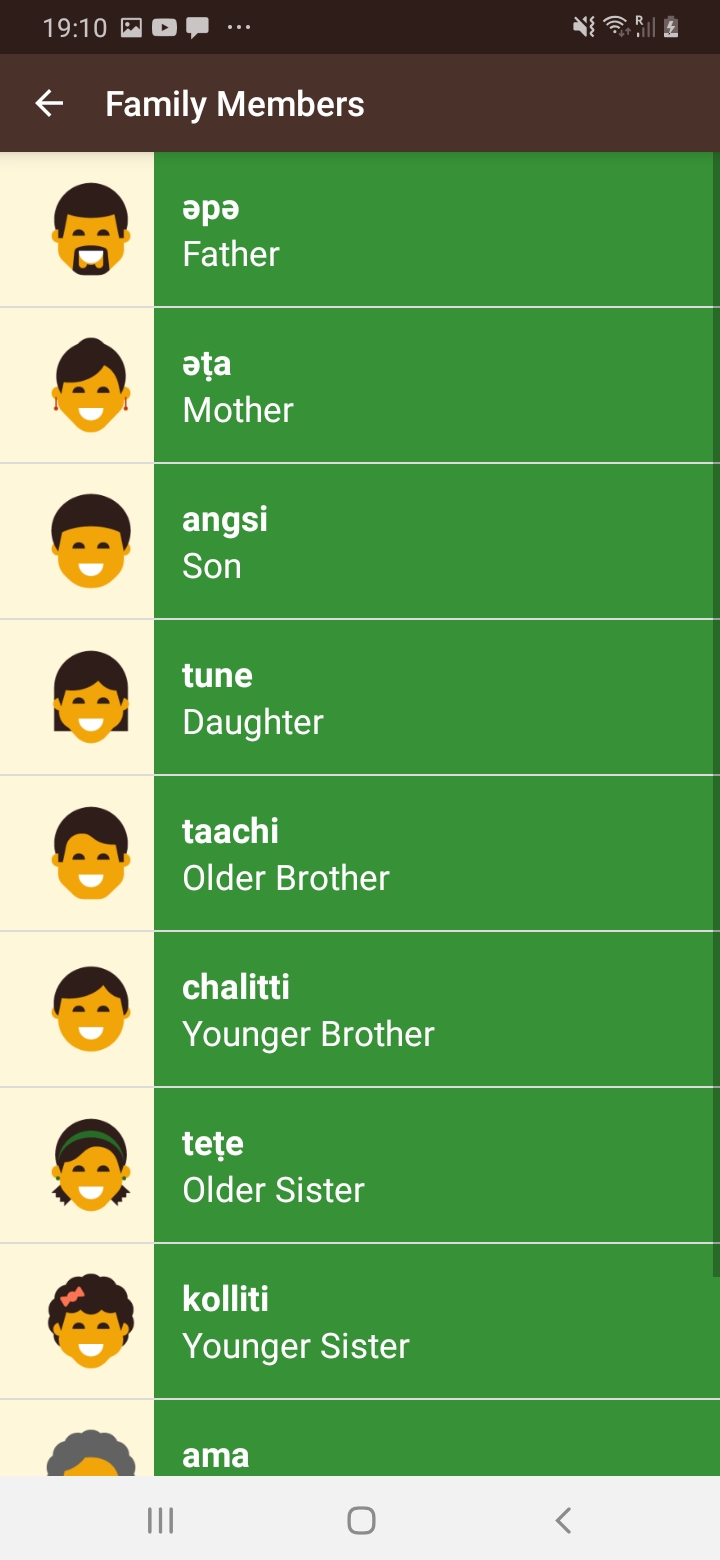 19:10
R
Family Members
əpə
Father
əṭa
Mother
angsi
Son
tune
Daughter
taachi
Older Brother
chalitti
Younger Brother
teṭe
Older Sister
kolliti
Younger Sister
ama